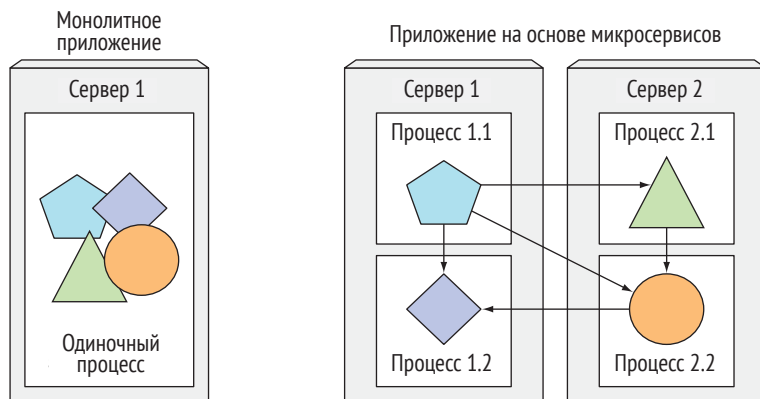 Монолитное
приложение
Сервер 1
Одиночный
процесс
Приложение на основе микросервисов
Сервер 1
Сервер 2
Процесс 1.1
Процесс 2.1
Процесс 1.2
Процесс 2.2